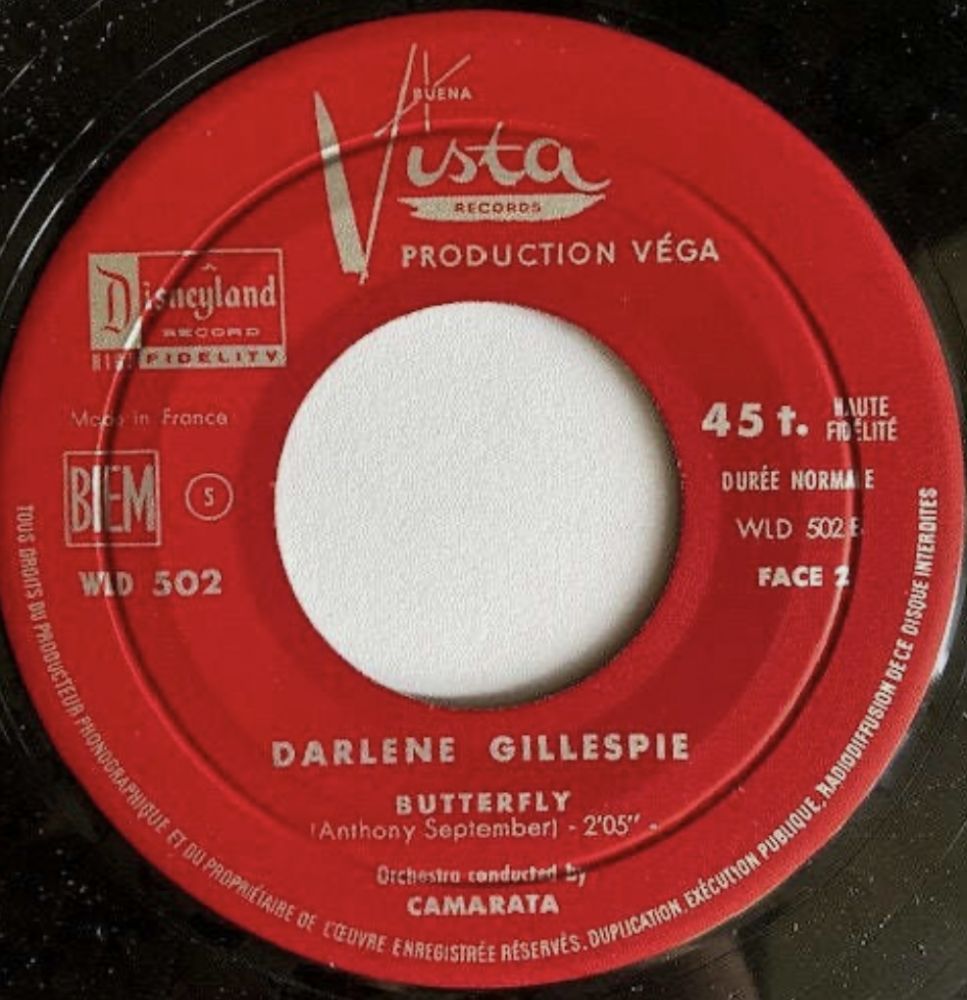 BUENA
Vista
RECORDS
PRODUCTION VÉGA
Disneyland
RECORD
HIGH FIDELITY
Made in France
BIEM
S
WLD 502
45 t. HAUTE FIDÉLITÉ
DURÉE NORMALE
WLD 502 B
FACE 2
DARLENE GILLESPIE
BUTTERFLY
(Anthony September) - 2'05" -
Orchestra conducted by
CAMARATA
TOUS DROITS DU PRODUCTEUR PHONOGRAPHIQUE ET DU PROPRIÉTAIRE DE L'ŒUVRE ENREGISTRÉE RÉSERVÉS. DUPLICATION, EXÉCUTION PUBLIQUE, RADIODIFFUSION DE CE DISQUE INTERDITES